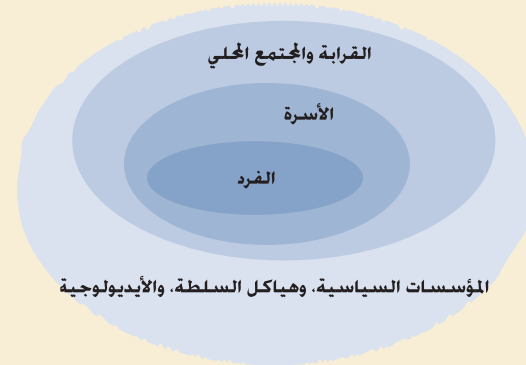 القرابة والمجتمع المحلي
الأسرة
الفرد
المؤسسات السياسية، وهياكل السلطة، والأيديولوجية